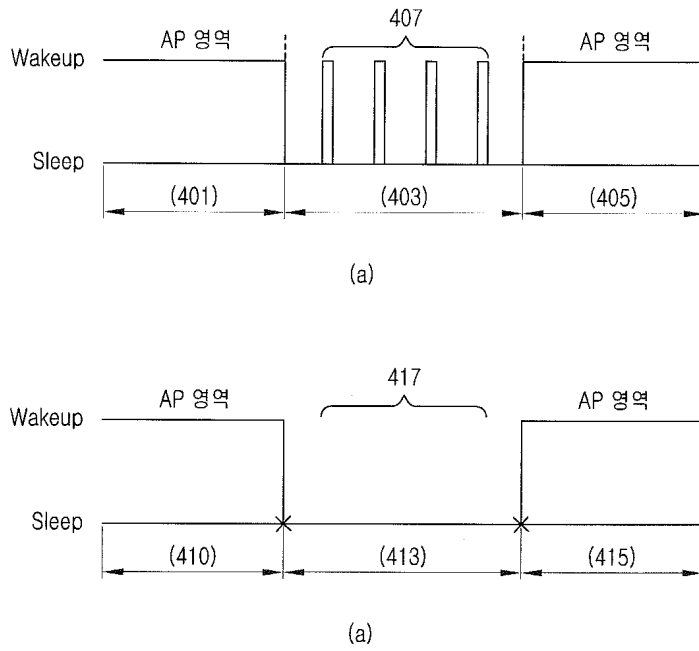 407
AP 영역
AP 영역
Wakeup
Sleep
(401)
(403)
(405)
(a)
417
AP 영역
AP 영역
Wakeup
Sleep
(410)
(413)
(415)
(a)